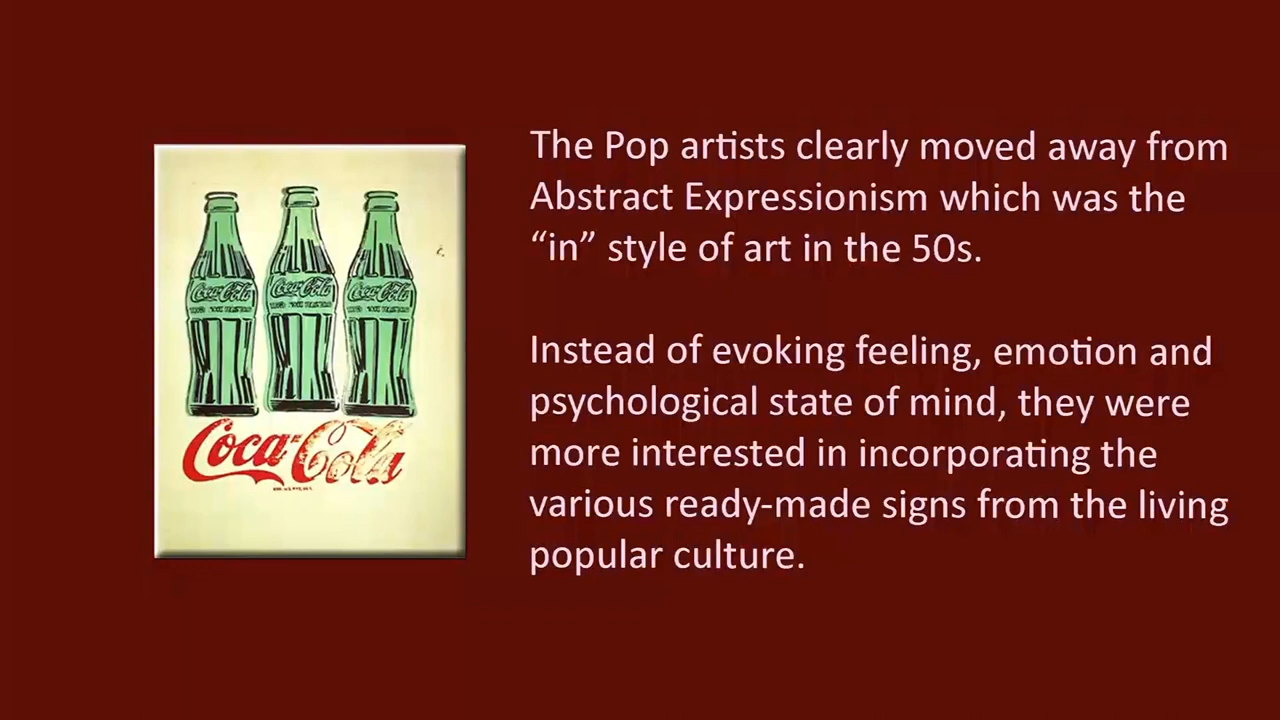 The Pop artists clearly moved away from
Abstract Expressionism which was the
“in” style of art in the 50s.
Instead of evoking feeling, emotion and
psychological state of mind, they were
more interested in incorporating the
various ready-made signs from the living
popular culture.
Coca-Cola Coca-Cola Coca-Cola
Coca-Cola